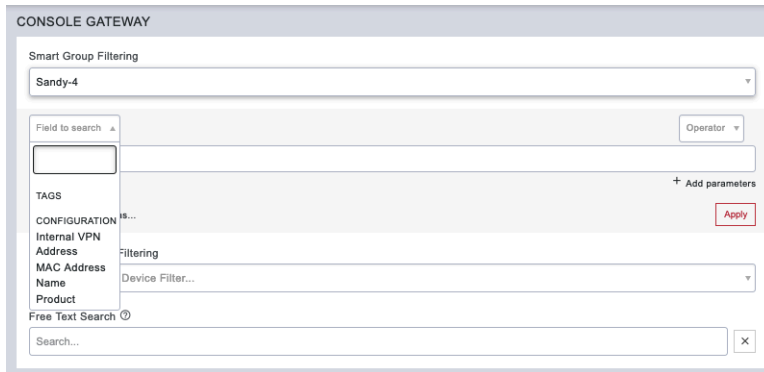 CONSOLE GATEWAY
Smart Group Filtering
Sandy-4
Field to search
Operator
+ Add parameters
TAGS
CONFIGURATION
s...
Apply
Internal VPN
Address
Filtering
MAC Address
Device Filter...
Name
Product
Free Text Search
Search...